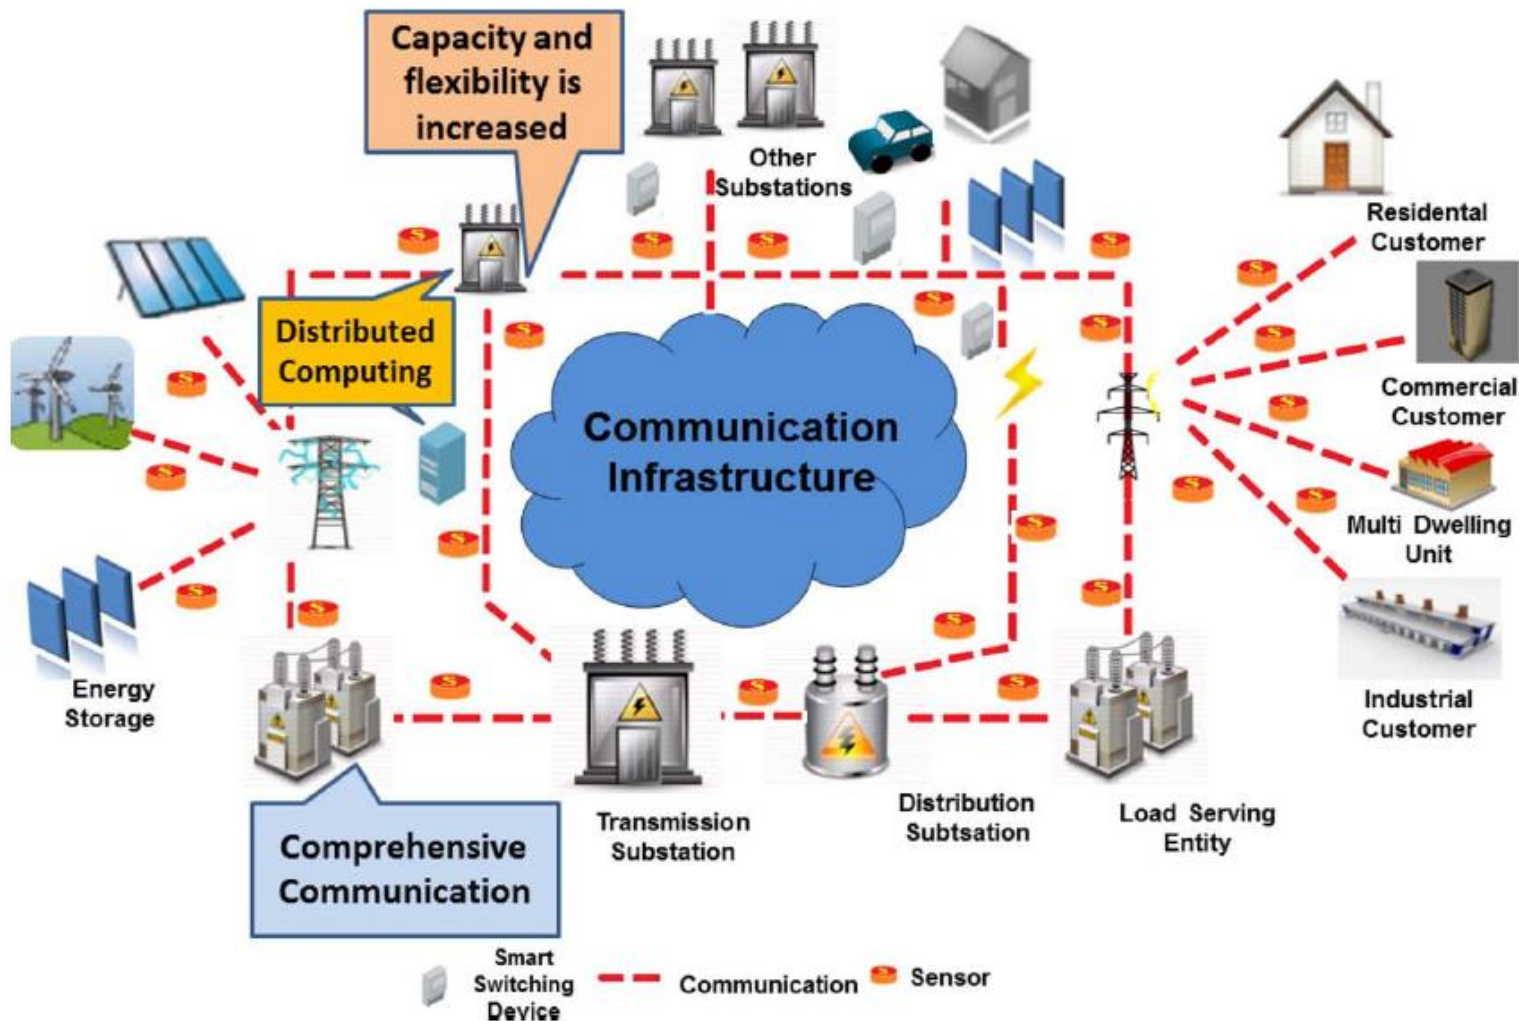 Capacity and
flexibility is
increased
Other
Substations
Residental
Customer
Distributed
Computing
Communication
Infrastructure
Commercial
Customer
Multi Dwelling
Unit
Energy
Storage
Industrial
Customer
Transmission
Substation
Distribution
Subtsation
Load Serving
Entity
Comprehensive
Communication
Smart
Switching
Device
Communication
Sensor